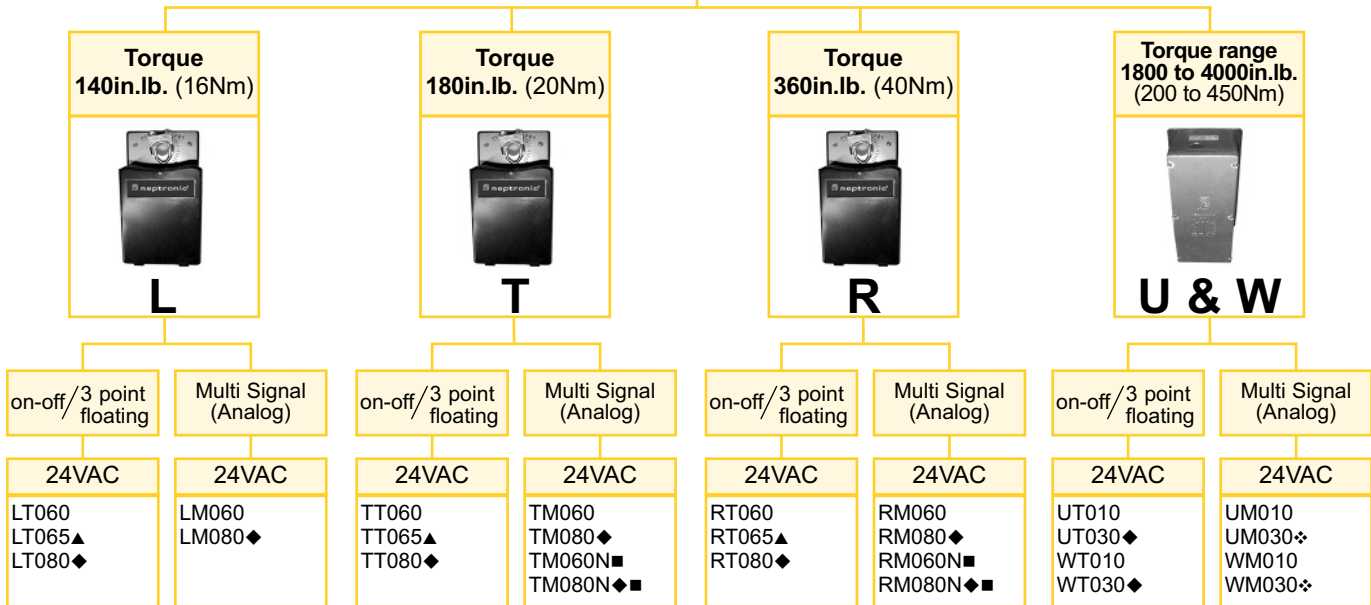 Torque
140in.lb. (16Nm)
neptronic
L
on-off/3 point
floating
24VAC
LT060
LT065▲
LT080◆
Multi Signal
(Analog)
24VAC
LM060
LM080◆
Torque
180in.lb. (20Nm)
neptronic
T
on-off/3 point
floating
24VAC
TT060
TT065▲
TT080◆
Multi Signal
(Analog)
24VAC
TM060
TM080◆
TM060N■
TM080N◆■
Torque
360in.lb. (40Nm)
neptronic
R
on-off/3 point
floating
24VAC
RT060
RT065▲
RT080◆
Multi Signal
(Analog)
24VAC
RM060
RM080◆
RM060N■
RM080N◆■
Torque range
1800 to 4000in.lb.
(200 to 450Nm)
U & W
on-off/3 point
floating
24VAC
UT010
UT030◆
WT010
WT030◆
Multi Signal
(Analog)
24VAC
UM010
UM030❖
WM010
WM030❖